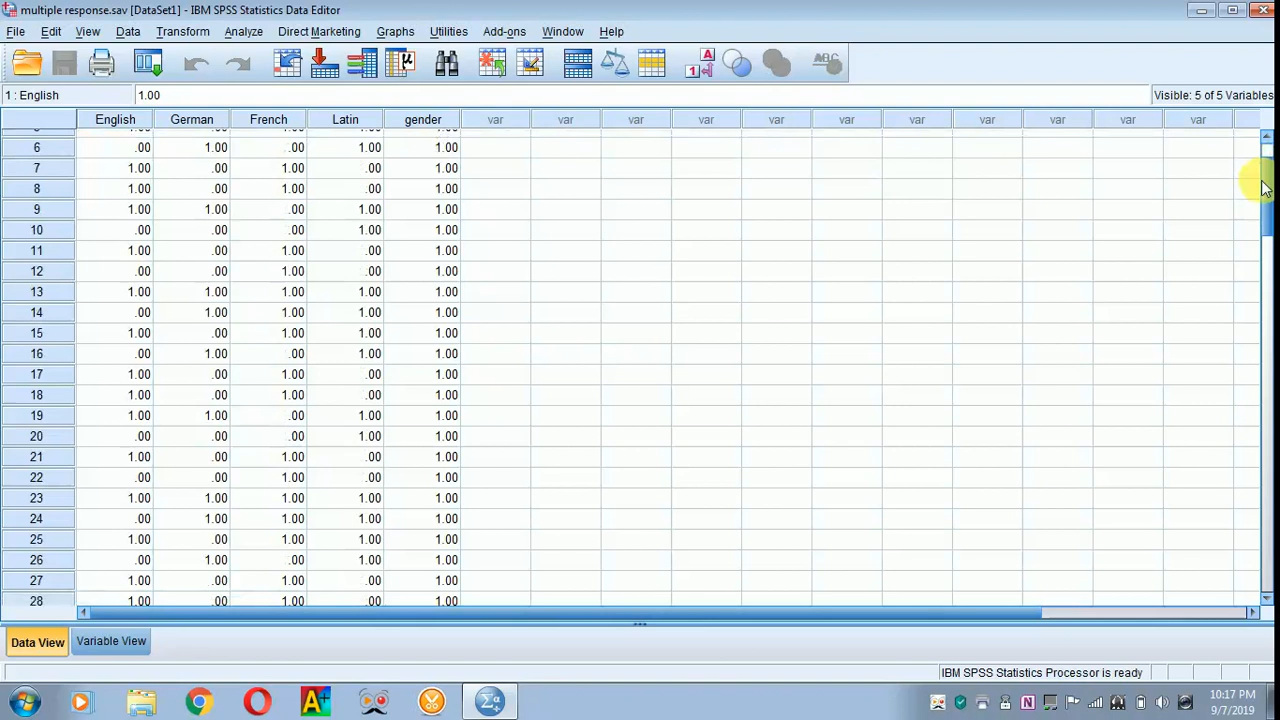 multiple response.sav [DataSet1] - IBM SPSS Statistics Data Editor
File Edit View Data Transform Analyze Direct Marketing Graphs Utilities Add-ons Window Help
1 : English 1.00 Visible: 5 of 5 Variables
English German French Latin gender var var var var var var var var var var var
6 .00 1.00 .00 1.00 1.00
7 1.00 .00 1.00 .00 1.00
8 1.00 .00 1.00 .00 1.00
9 1.00 1.00 .00 1.00 1.00
10 .00 .00 .00 1.00 1.00
11 1.00 .00 1.00 .00 1.00
12 .00 .00 1.00 .00 1.00
13 1.00 1.00 1.00 1.00 1.00
14 .00 1.00 1.00 1.00 1.00
15 1.00 .00 1.00 1.00 1.00
16 .00 1.00 .00 1.00 1.00
17 1.00 .00 1.00 .00 1.00
18 1.00 .00 1.00 .00 1.00
19 1.00 1.00 .00 1.00 1.00
20 .00 .00 .00 1.00 1.00
21 1.00 .00 1.00 .00 1.00
22 .00 .00 1.00 .00 1.00
23 1.00 1.00 1.00 1.00 1.00
24 .00 1.00 1.00 1.00 1.00
25 1.00 .00 1.00 1.00 1.00
26 .00 1.00 .00 1.00 1.00
27 1.00 .00 1.00 .00 1.00
28 1.00 .00 1.00 .00 1.00
Data View Variable View
IBM SPSS Statistics Processor is ready
10:17 PM
9/7/2019